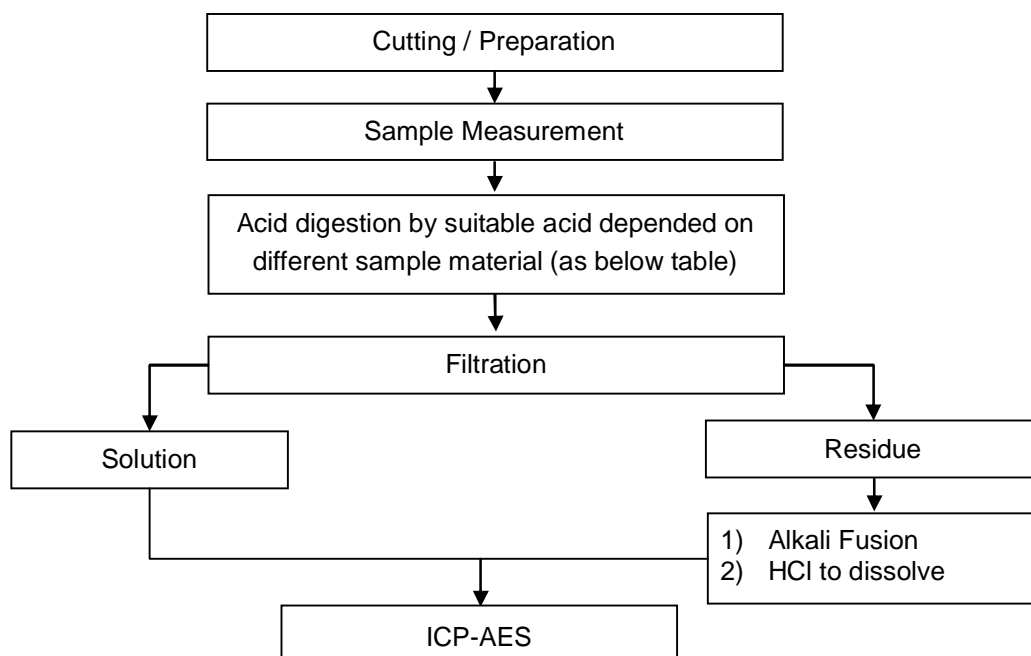 Cutting / Preparation
Sample Measurement
Acid digestion by suitable acid depended on
different sample material (as below table)
Filtration
Solution
Residue
1) Alkali Fusion
2) HCl to dissolve
ICP-AES